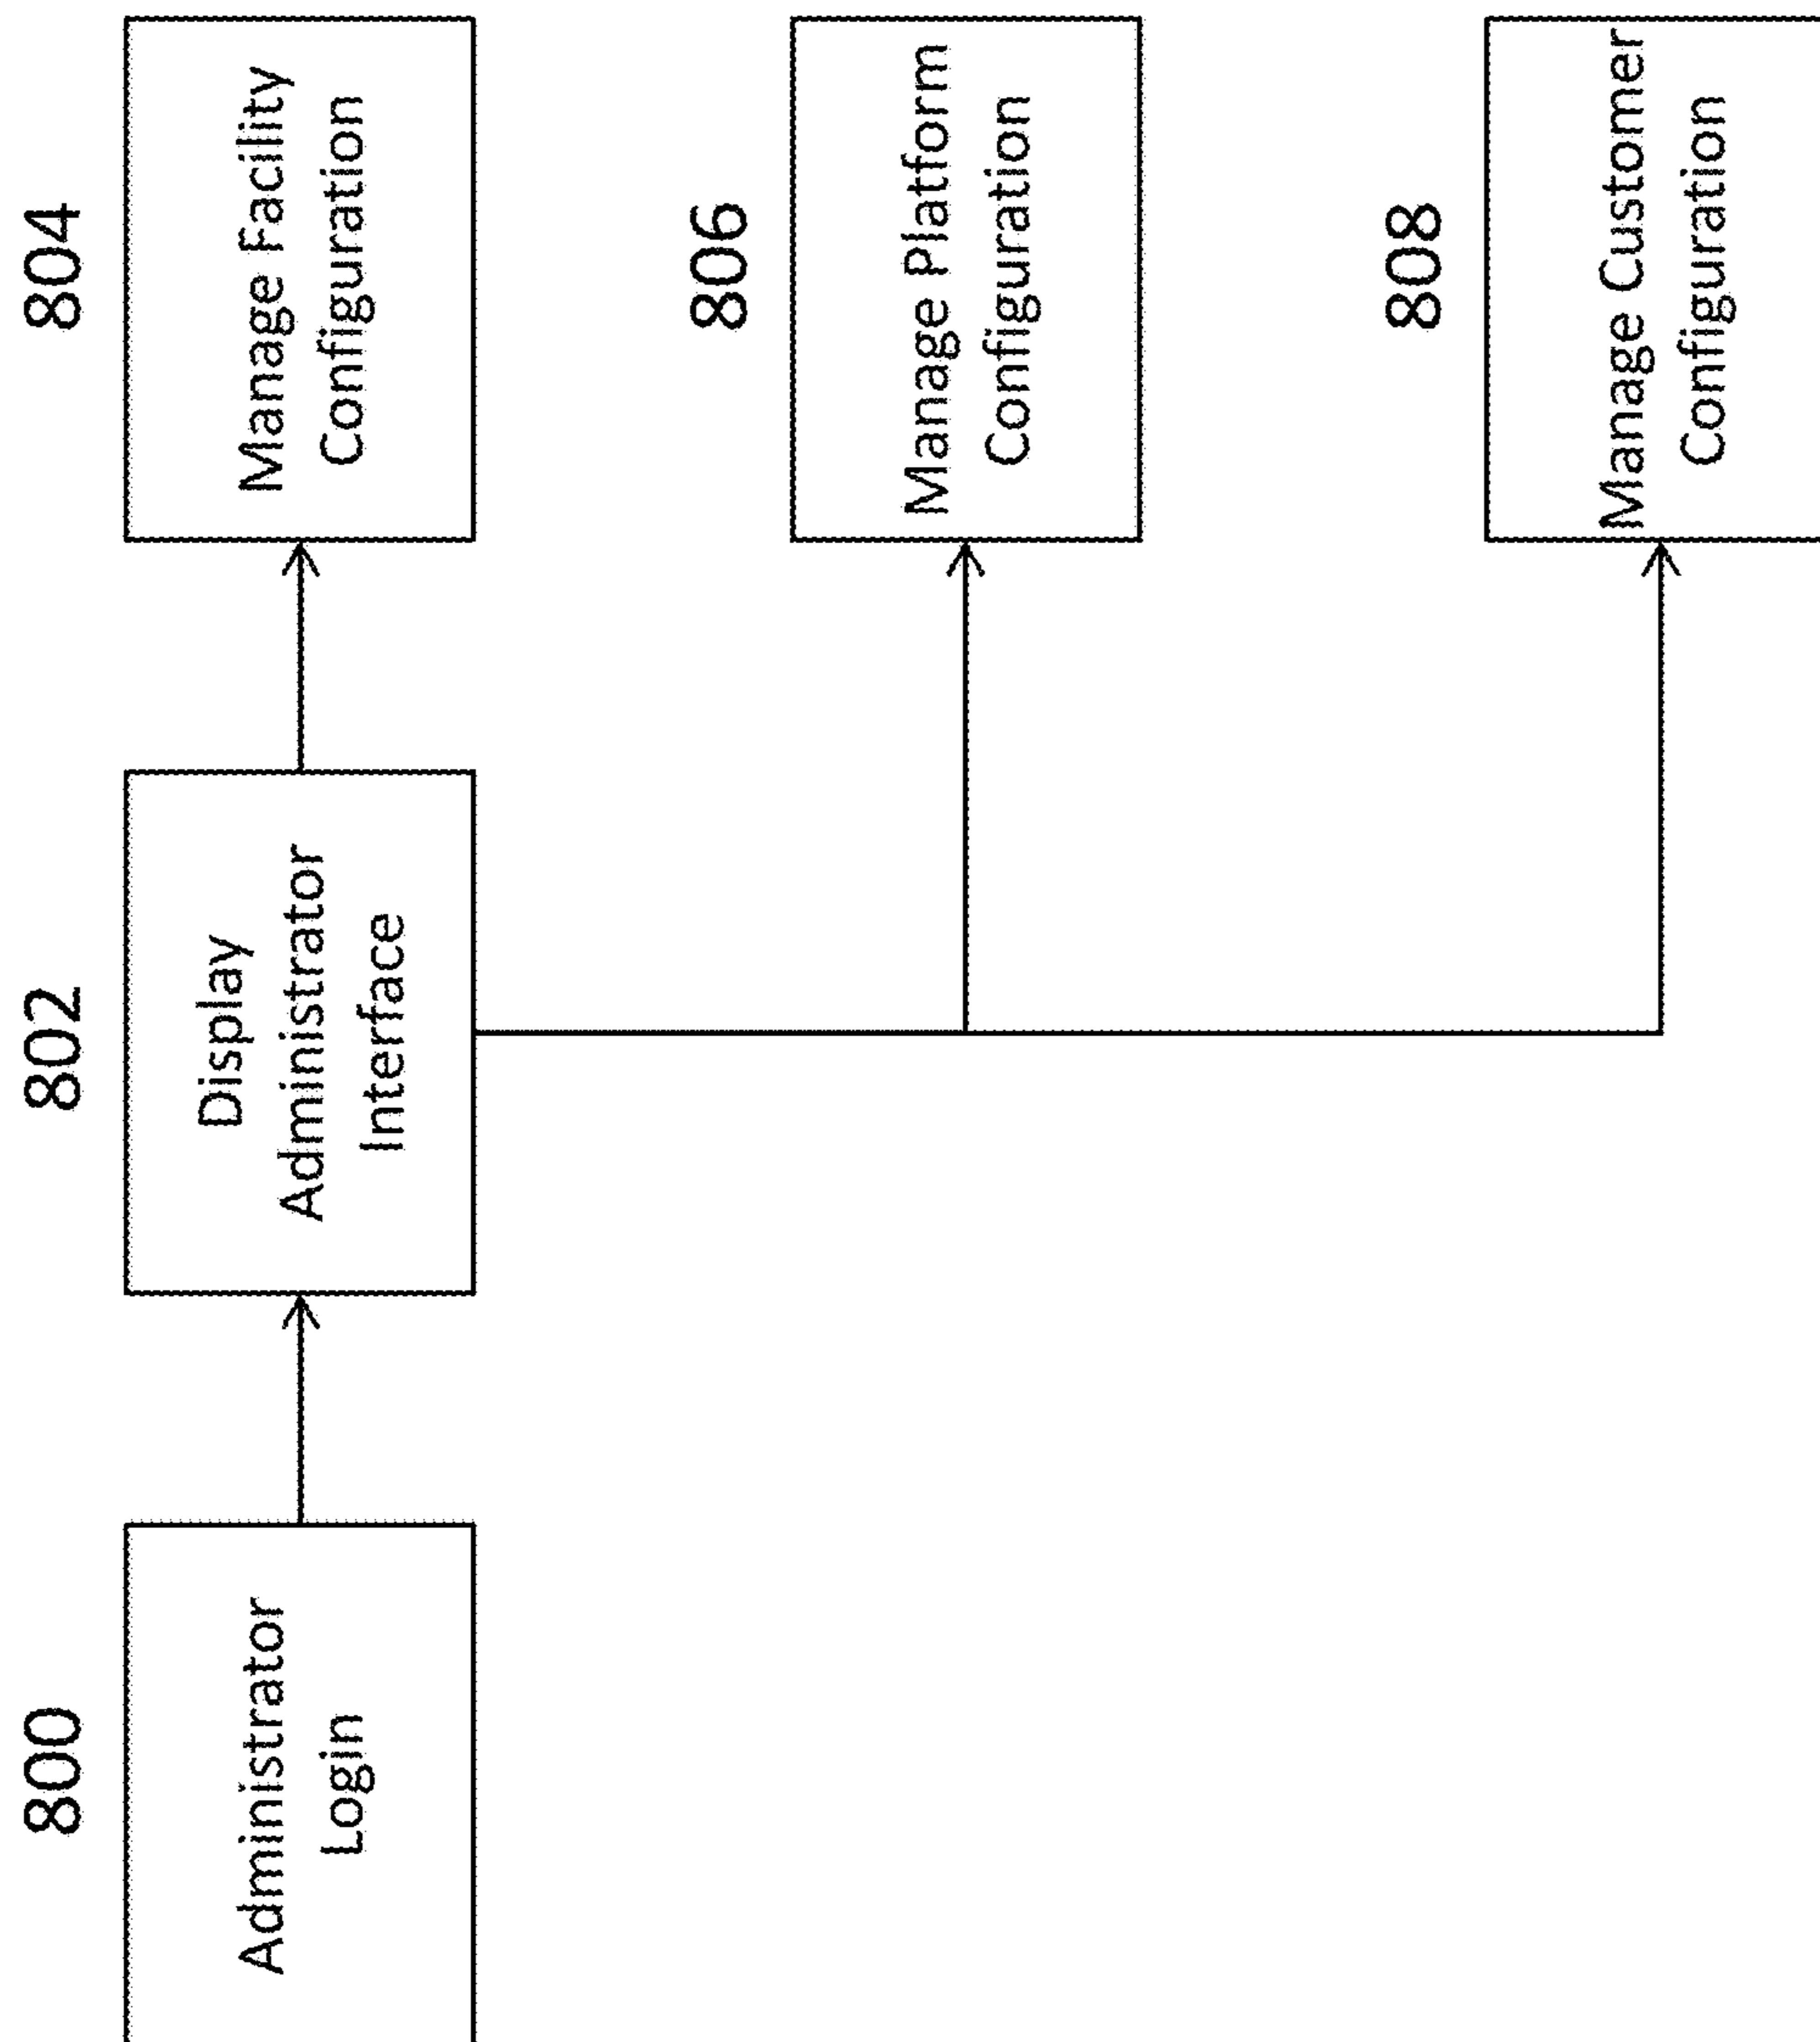 800
Administrator
Login
802
Display
Administrator
Interface
804
Manage Facility
Configuration
806
Manage Platform
Configuration
808
Manage Customer
Configuration